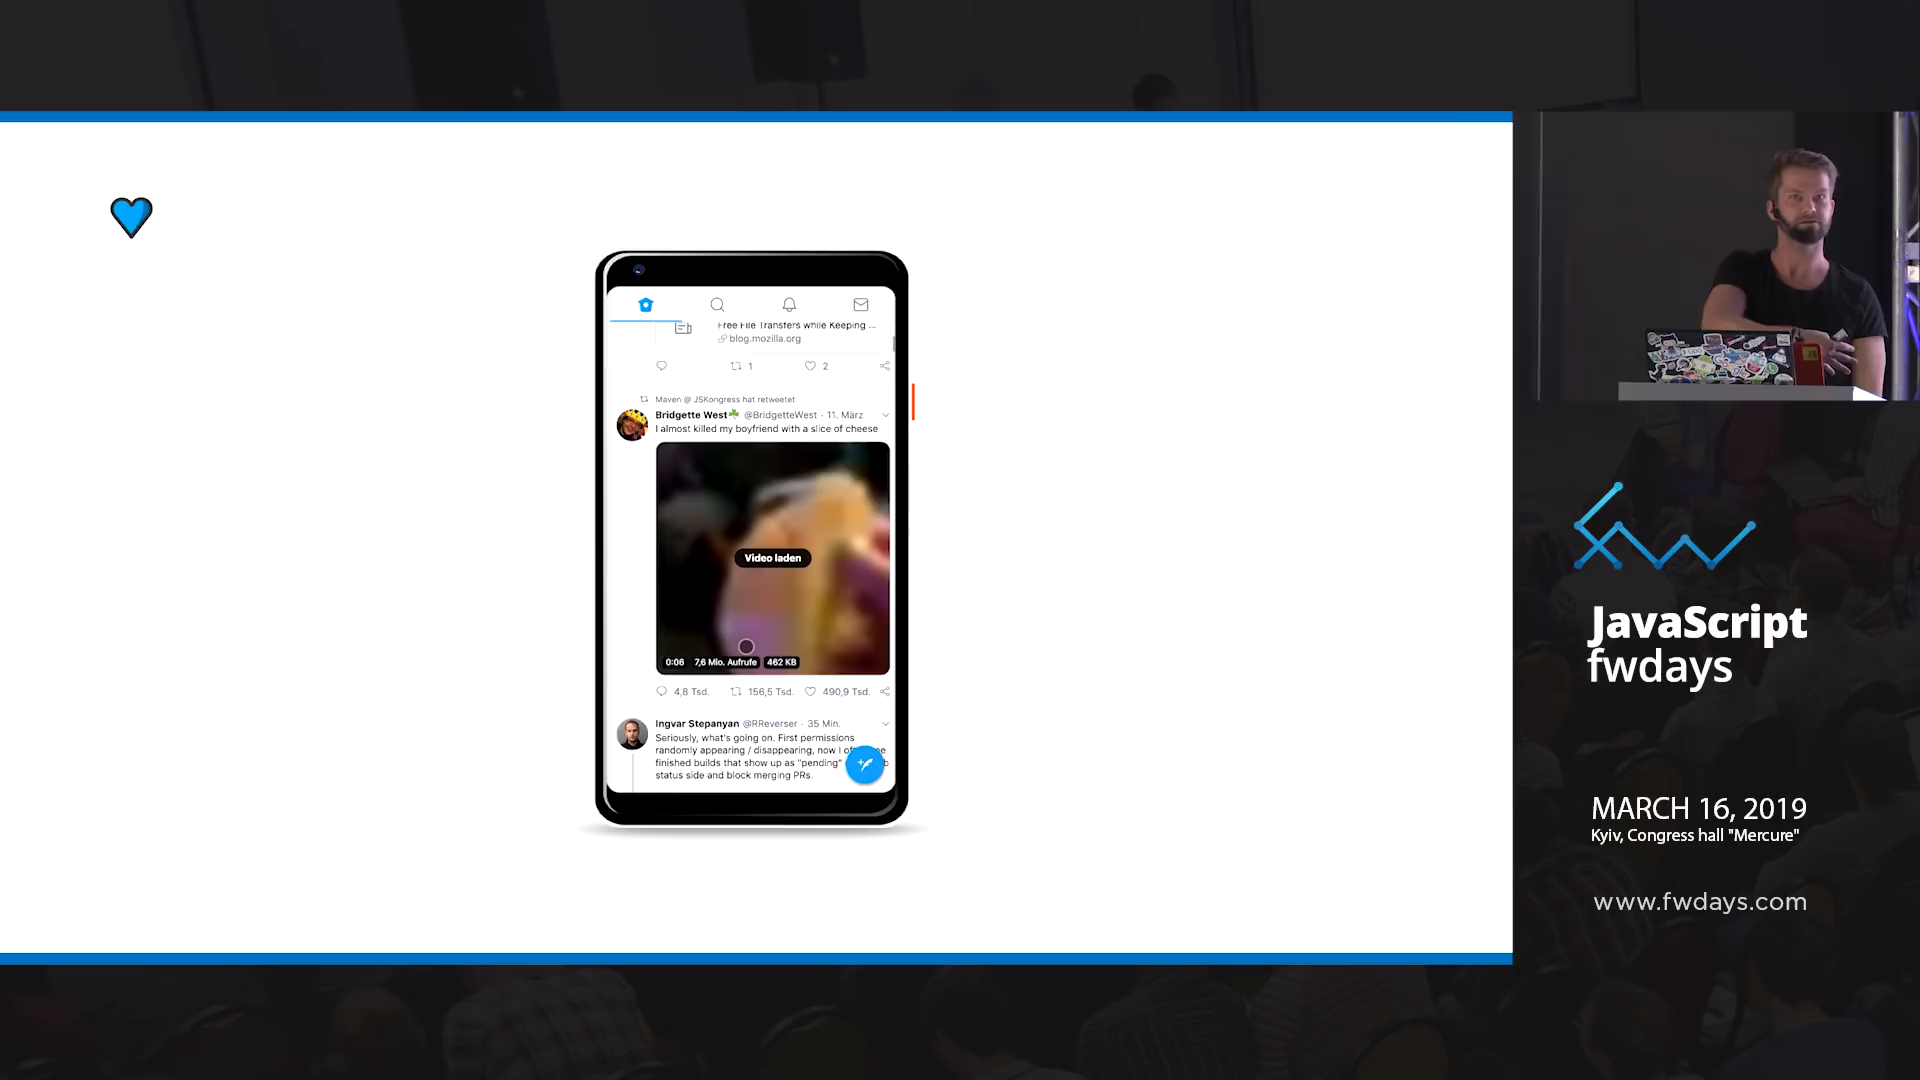 Free File Transfers while Keeping ...
blog.mozilla.org
1
2
Maven @ JSKongress hat retweetet
Bridgette West☘️ @BridgetteWest · 11. März
I almost killed my boyfriend with a slice of cheese
Video laden
0:06 7,6 Mio. Aufrufe 462 KB
4,8 Tsd. 156,5 Tsd. 490,9 Tsd.
Ingvar Stepanyan @RReverser · 35 Min.
Seriously, what's going on. First permissions
randomly appearing / disappearing, now I
finished builds that show up as "pending"
status side and block merging PRs.
JavaScript
fwdays
MARCH 16, 2019
Kyiv, Congress hall "Mercure"
www.fwdays.com